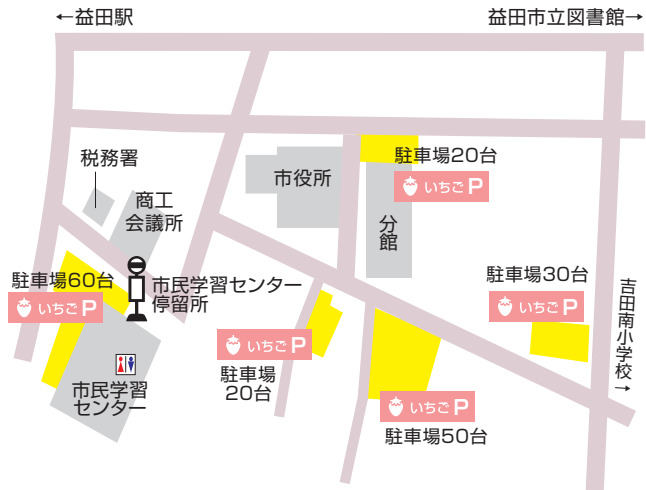 ←益田駅
益田市立図書館→
税務署
商工
会議所
市役所
駐車場20台
いちごP
分館
駐車場60台
いちごP
市民学習センター
停留所
駐車場30台
いちごP
吉田南小学校→
いちごP
駐車場
20台
市民学習
センター
いちごP
駐車場50台